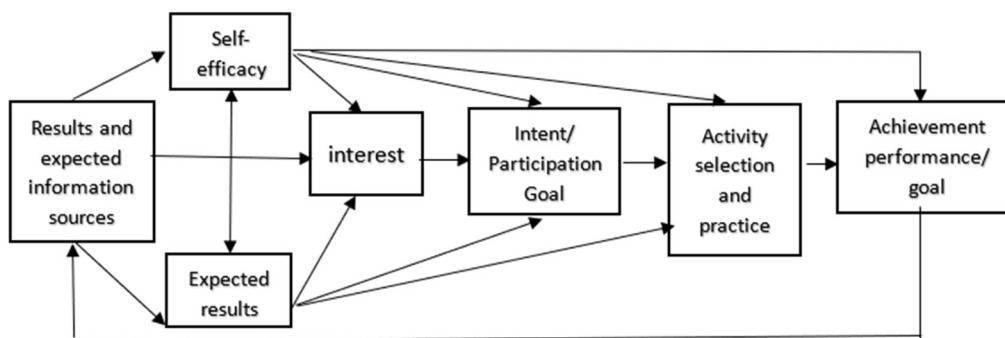 Self-
efficacy
Results and
expected
information
sources
interest
Intent/
Participation
Goal
Activity
selection
and
practice
Achievement
performance/
goal
Expected
results